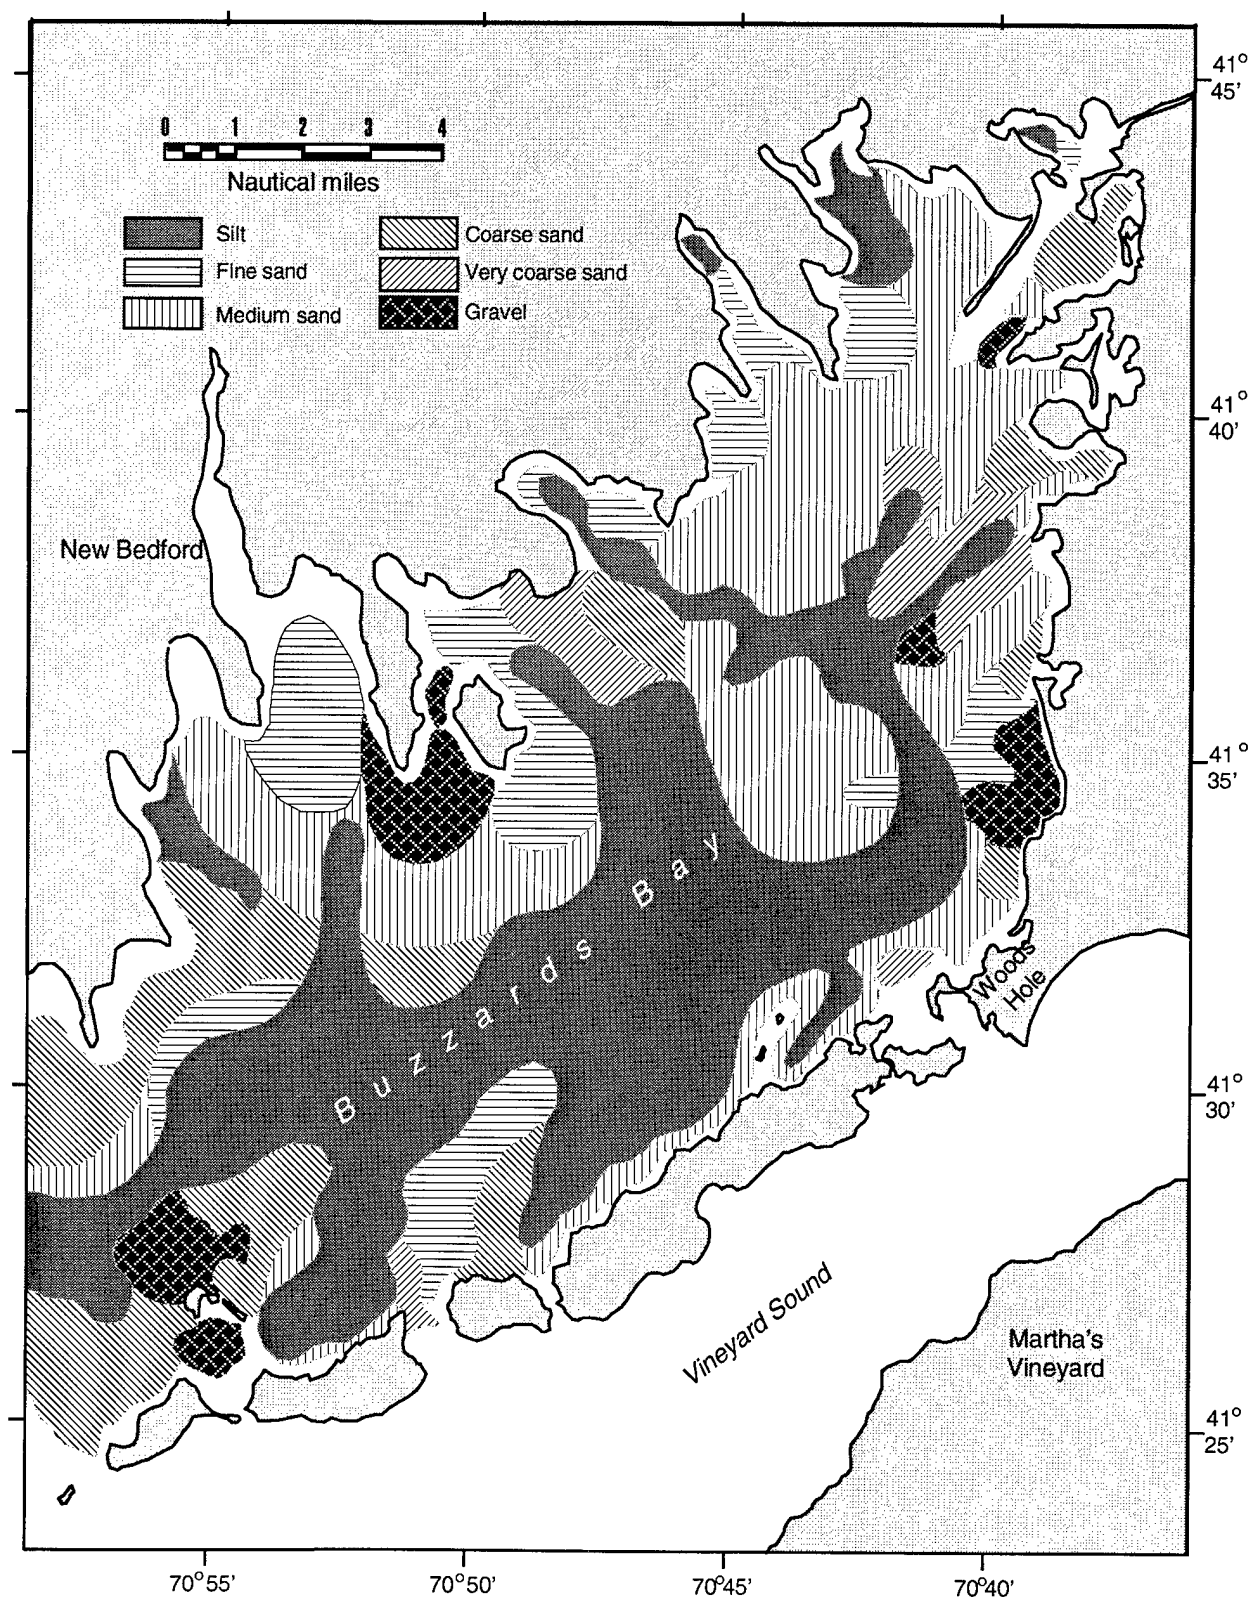 41°
45'
0 1 2 3 4
Nautical miles
Silt
Coarse sand
Fine sand
Very coarse sand
Medium sand
Gravel
41°
40'
New Bedford
41°
35'
Buzzards Bay
Woods
Hole
41°
30'
Vineyard Sound
Martha's
Vineyard
41°
25'
70°55' 70°50' 70°45' 70°40'